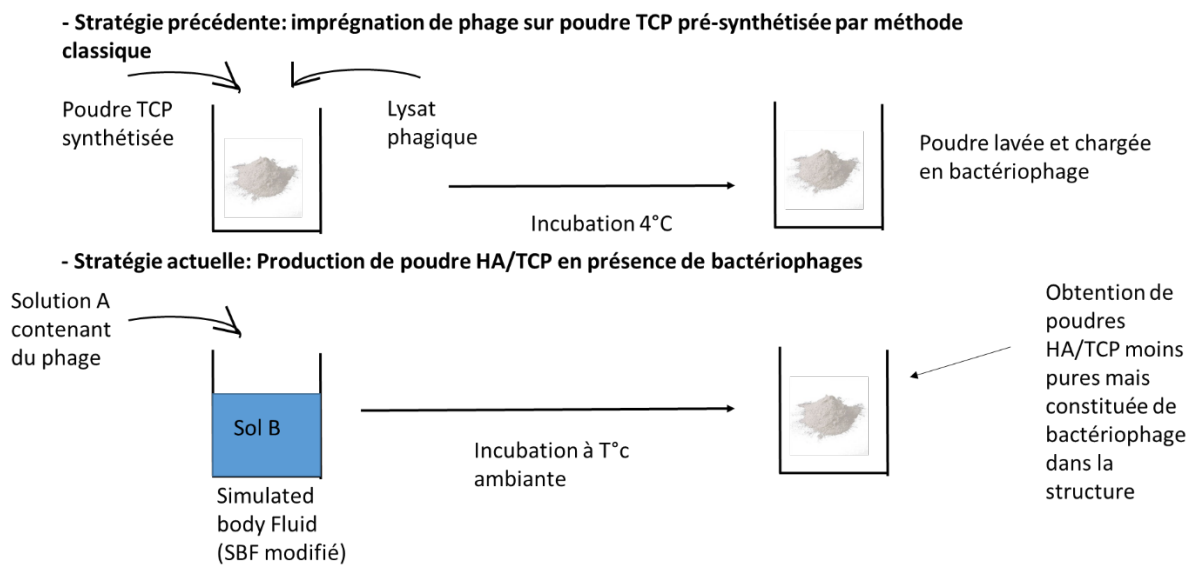 - Stratégie précédente: imprégnation de phage sur poudre TCP pré-synthétisée par méthode
classique
Poudre TCP
synthétisée
Lysat
phagique
Incubation 4°C
Poudre lavée et chargée
en bactériophage
- Stratégie actuelle: Production de poudre HA/TCP en présence de bactériophages
Solution A
contenant
du phage
Sol B
Simulated
body Fluid
(SBF modifié)
Incubation à T°c
ambiante
Obtention de
poudres
HA/TCP moins
pures mais
constituée de
bactériophage
dans la
structure